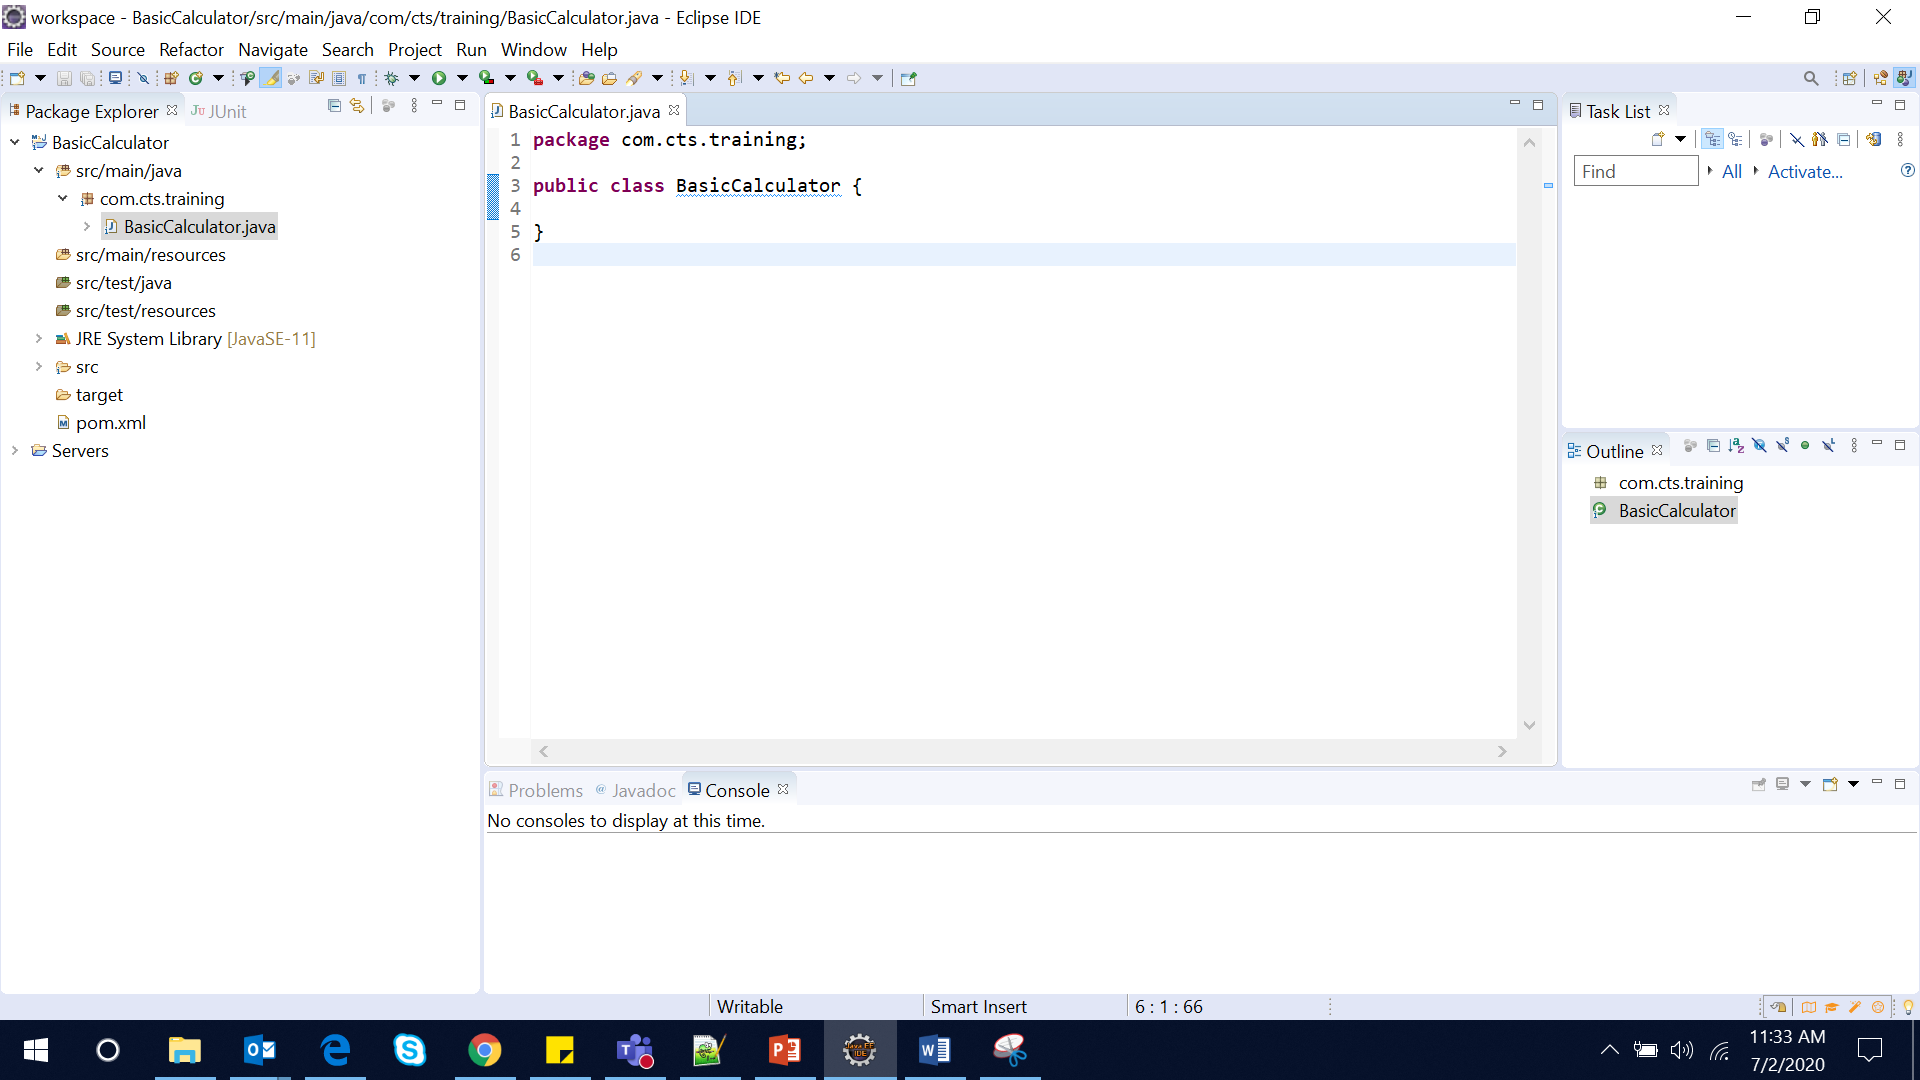 workspace - BasicCalculator/src/main/java/com/cts/training/BasicCalculator.java - Eclipse IDE
File Edit Source Refactor Navigate Search Project Run Window Help
Package Explorer JUnit
BasicCalculator
src/main/java
com.cts.training
BasicCalculator.java
src/main/resources
src/test/java
src/test/resources
JRE System Library [JavaSE-11]
src
target
pom.xml
Servers
BasicCalculator.java
1 package com.cts.training;
2
3 public class BasicCalculator {
4
5 }
6
Task List
Find All Activate...
Outline
com.cts.training
BasicCalculator
Problems @ Javadoc Console
No consoles to display at this time.
Writable Smart Insert 6 : 1 : 66
11:33 AM
7/2/2020